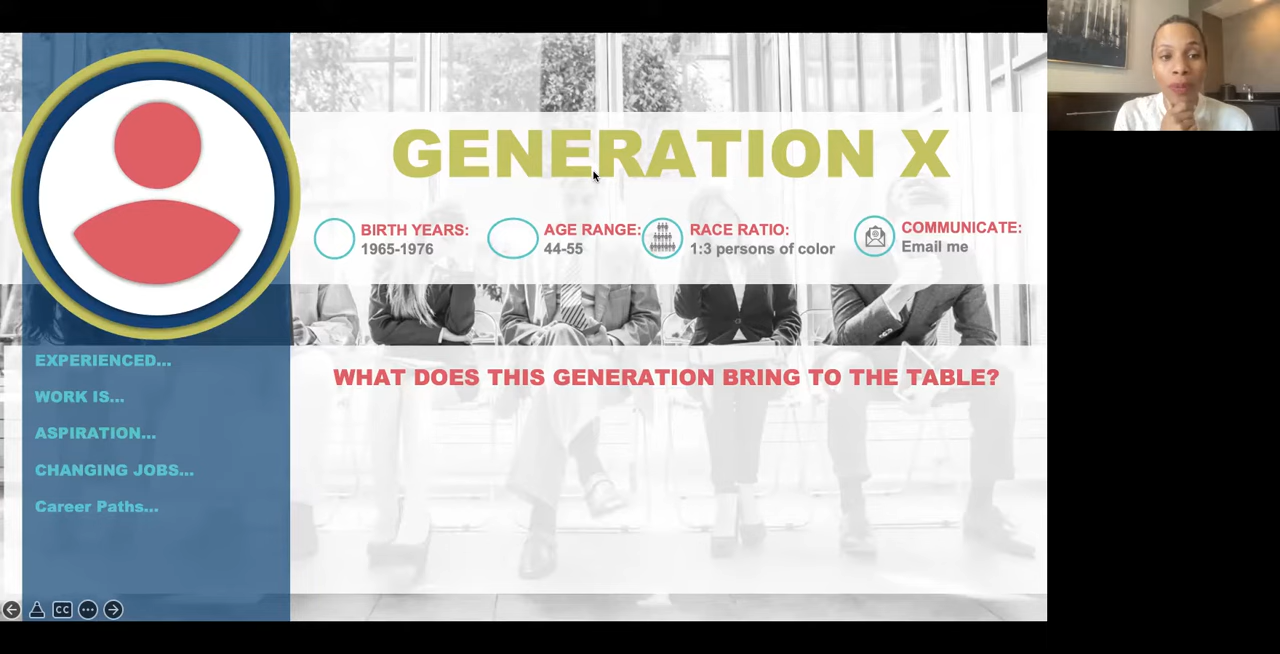 GENERATION X
BIRTH YEARS:
1965-1976
AGE RANGE:
44-55
RACE RATIO:
1:3 persons of color
COMMUNICATE:
Email me
EXPERIENCED...
WORK IS...
ASPIRATION...
CHANGING JOBS...
Career Paths...
WHAT DOES THIS GENERATION BRING TO THE TABLE?
CC